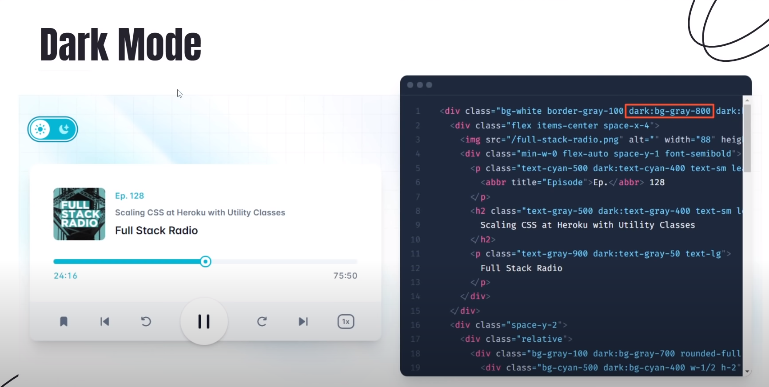 Dark Mode
FULL
STACK
RADIO
Ep. 128
Scaling CSS at Heroku with Utility Classes
Full Stack Radio
24:16
75:50
1x
1 <div class="bg-white border-gray-100 dark:bg-gray-800 dark:
2 <div class="flex items-center space-x-4">
3 <img src="/full-stack-radio.png" alt="" width="88" heig
4 <div class="min-w-0 flex-auto space-y-1 font-semibold">
5 <p class="text-cyan-500 dark:text-cyan-400 text-sm le
6 <abbr title="Episode">Ep.</abbr> 128
7 </p>
8 <h2 class="text-gray-500 dark:text-gray-400 text-sm l
9 Scaling CSS at Heroku with Utility Classes
10 </h2>
11 <p class="text-gray-900 dark:text-gray-50 text-lg">
12 Full Stack Radio
13 </p>
14 </div>
15 </div>
16 <div class="space-y-2">
17 <div class="relative">
18 <div class="bg-gray-100 dark:bg-gray-700 rounded-full
19 <div class="bg-cyan-500 dark:bg-cyan-400 w-1/2 h-2"